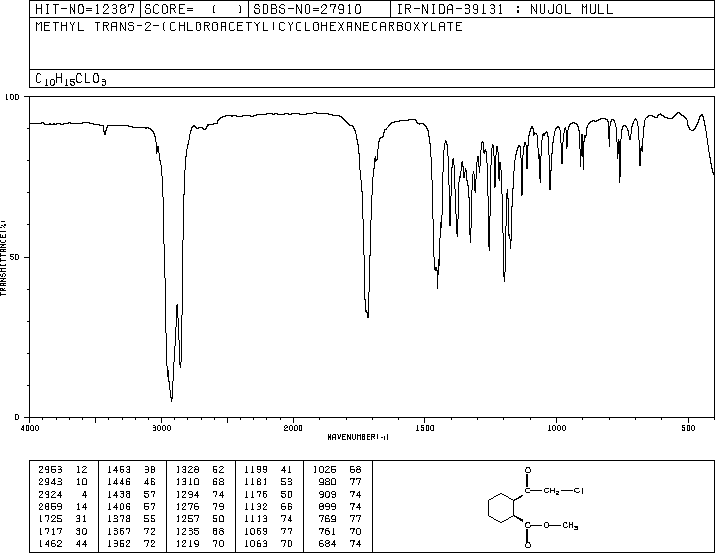 HIT-NO=12387 SCORE= ( ) SDBS-NO=27910 IR-NIDA-39131 : NUJOL MULL
METHYL TRANS-2-(CHLOROACETYL)CYCLOHEXANECARBOXYLATE
C10H15CLO3
100
50
0
TRANSMITTANCE(%)
4000 3000 2000 1500 1000 500
WAVENUMBER(-1)
2953 12 1453 38 1328 52 1199 41 1026 68
2943 10 1446 46 1310 68 1181 53 980 77
2924 4 1438 57 1294 74 1176 50 909 74
2859 14 1406 57 1276 79 1132 66 899 74
1725 31 1378 55 1257 50 1113 74 769 77
1717 30 1367 72 1235 68 1069 77 761 70
1462 44 1352 72 1219 70 1063 70 684 74
O
C CH2 Cl
C O CH3
O